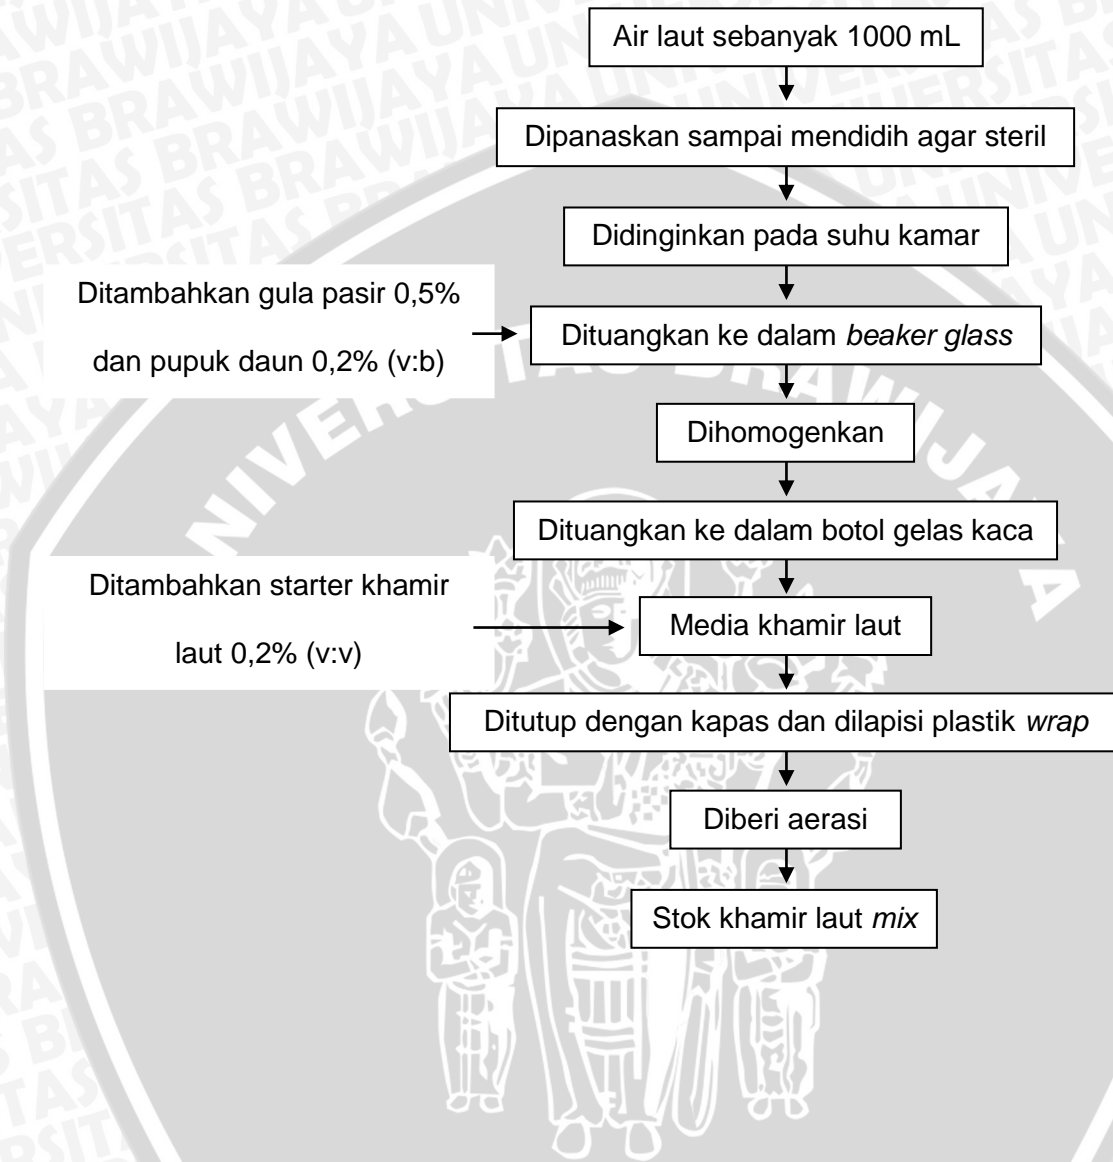 Air laut sebanyak 1000 mL
Dipanaskan sampai mendidih agar steril
Didinginkan pada suhu kamar
Ditambahkan gula pasir 0,5%
dan pupuk daun 0,2% (v:b)
Dituangkan ke dalam beaker glass
Dihomogenkan
Dituangkan ke dalam botol gelas kaca
Ditambahkan starter khamir
laut 0,2% (v:v)
Media khamir laut
Ditutup dengan kapas dan dilapisi plastik wrap
Diberi aerasi
Stok khamir laut mix
UNIVERSITAS BRAWIJAYA